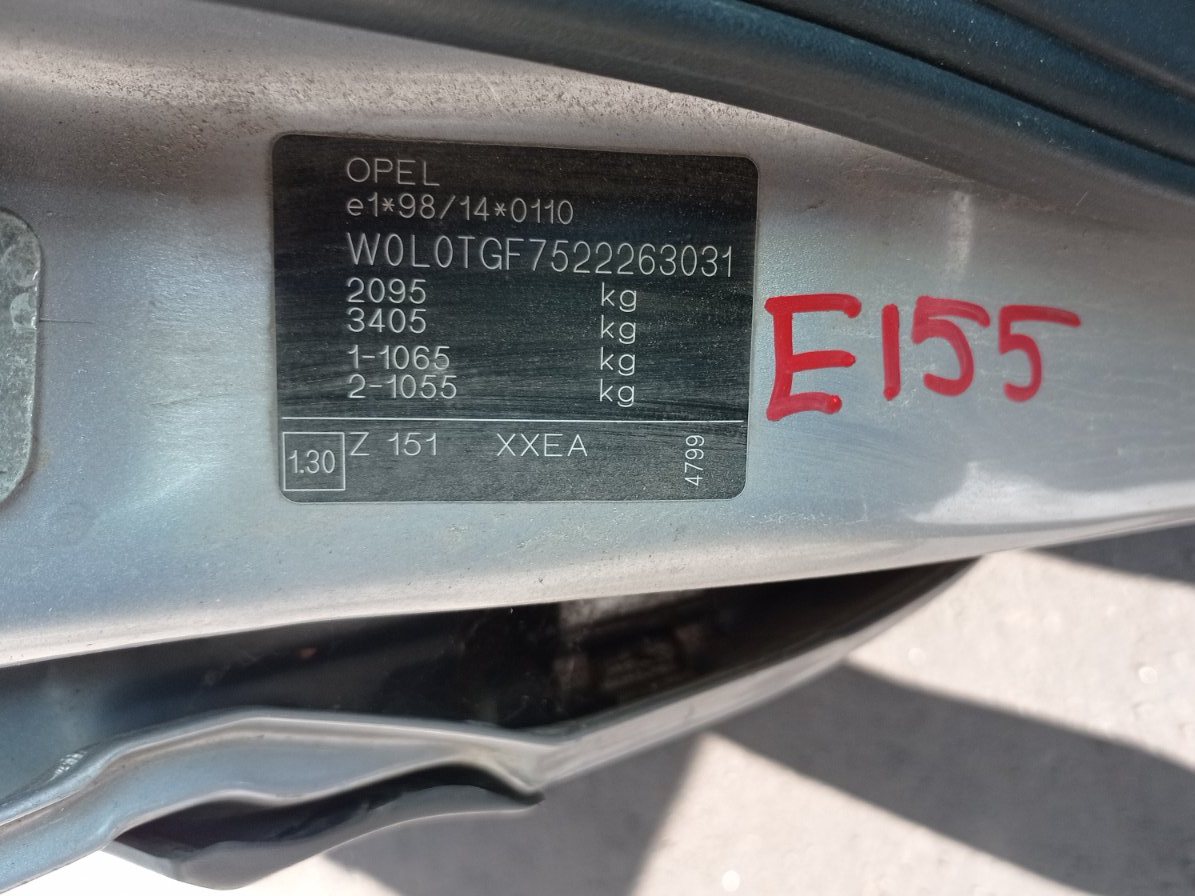 OPEL
e1*98/14*0110
W0L0TGF7522263031
2095 kg
3405 kg
1-1065 kg
2-1055 kg
1.30 Z 151 XXEA 4799
E155